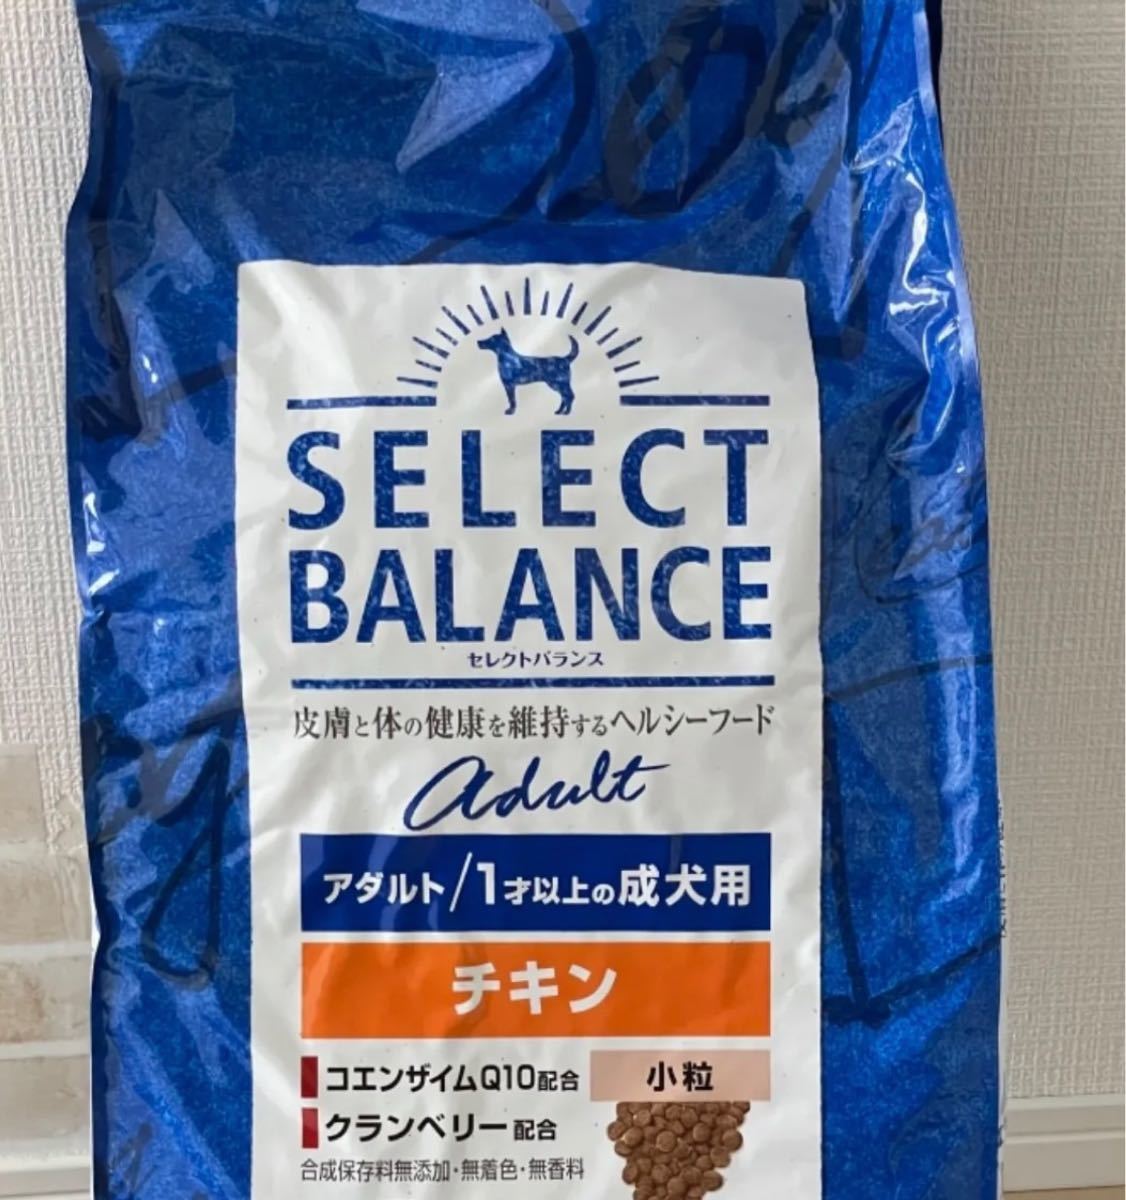 SELECT
BALANCE
セレクトバランス
皮膚と体の健康を維持するヘルシーフード
adult
アダルト/1才以上の成犬用
チキン
コエンザイムQ10配合
小粒
クランベリー配合
合成保存料無添加・無着色・無香料